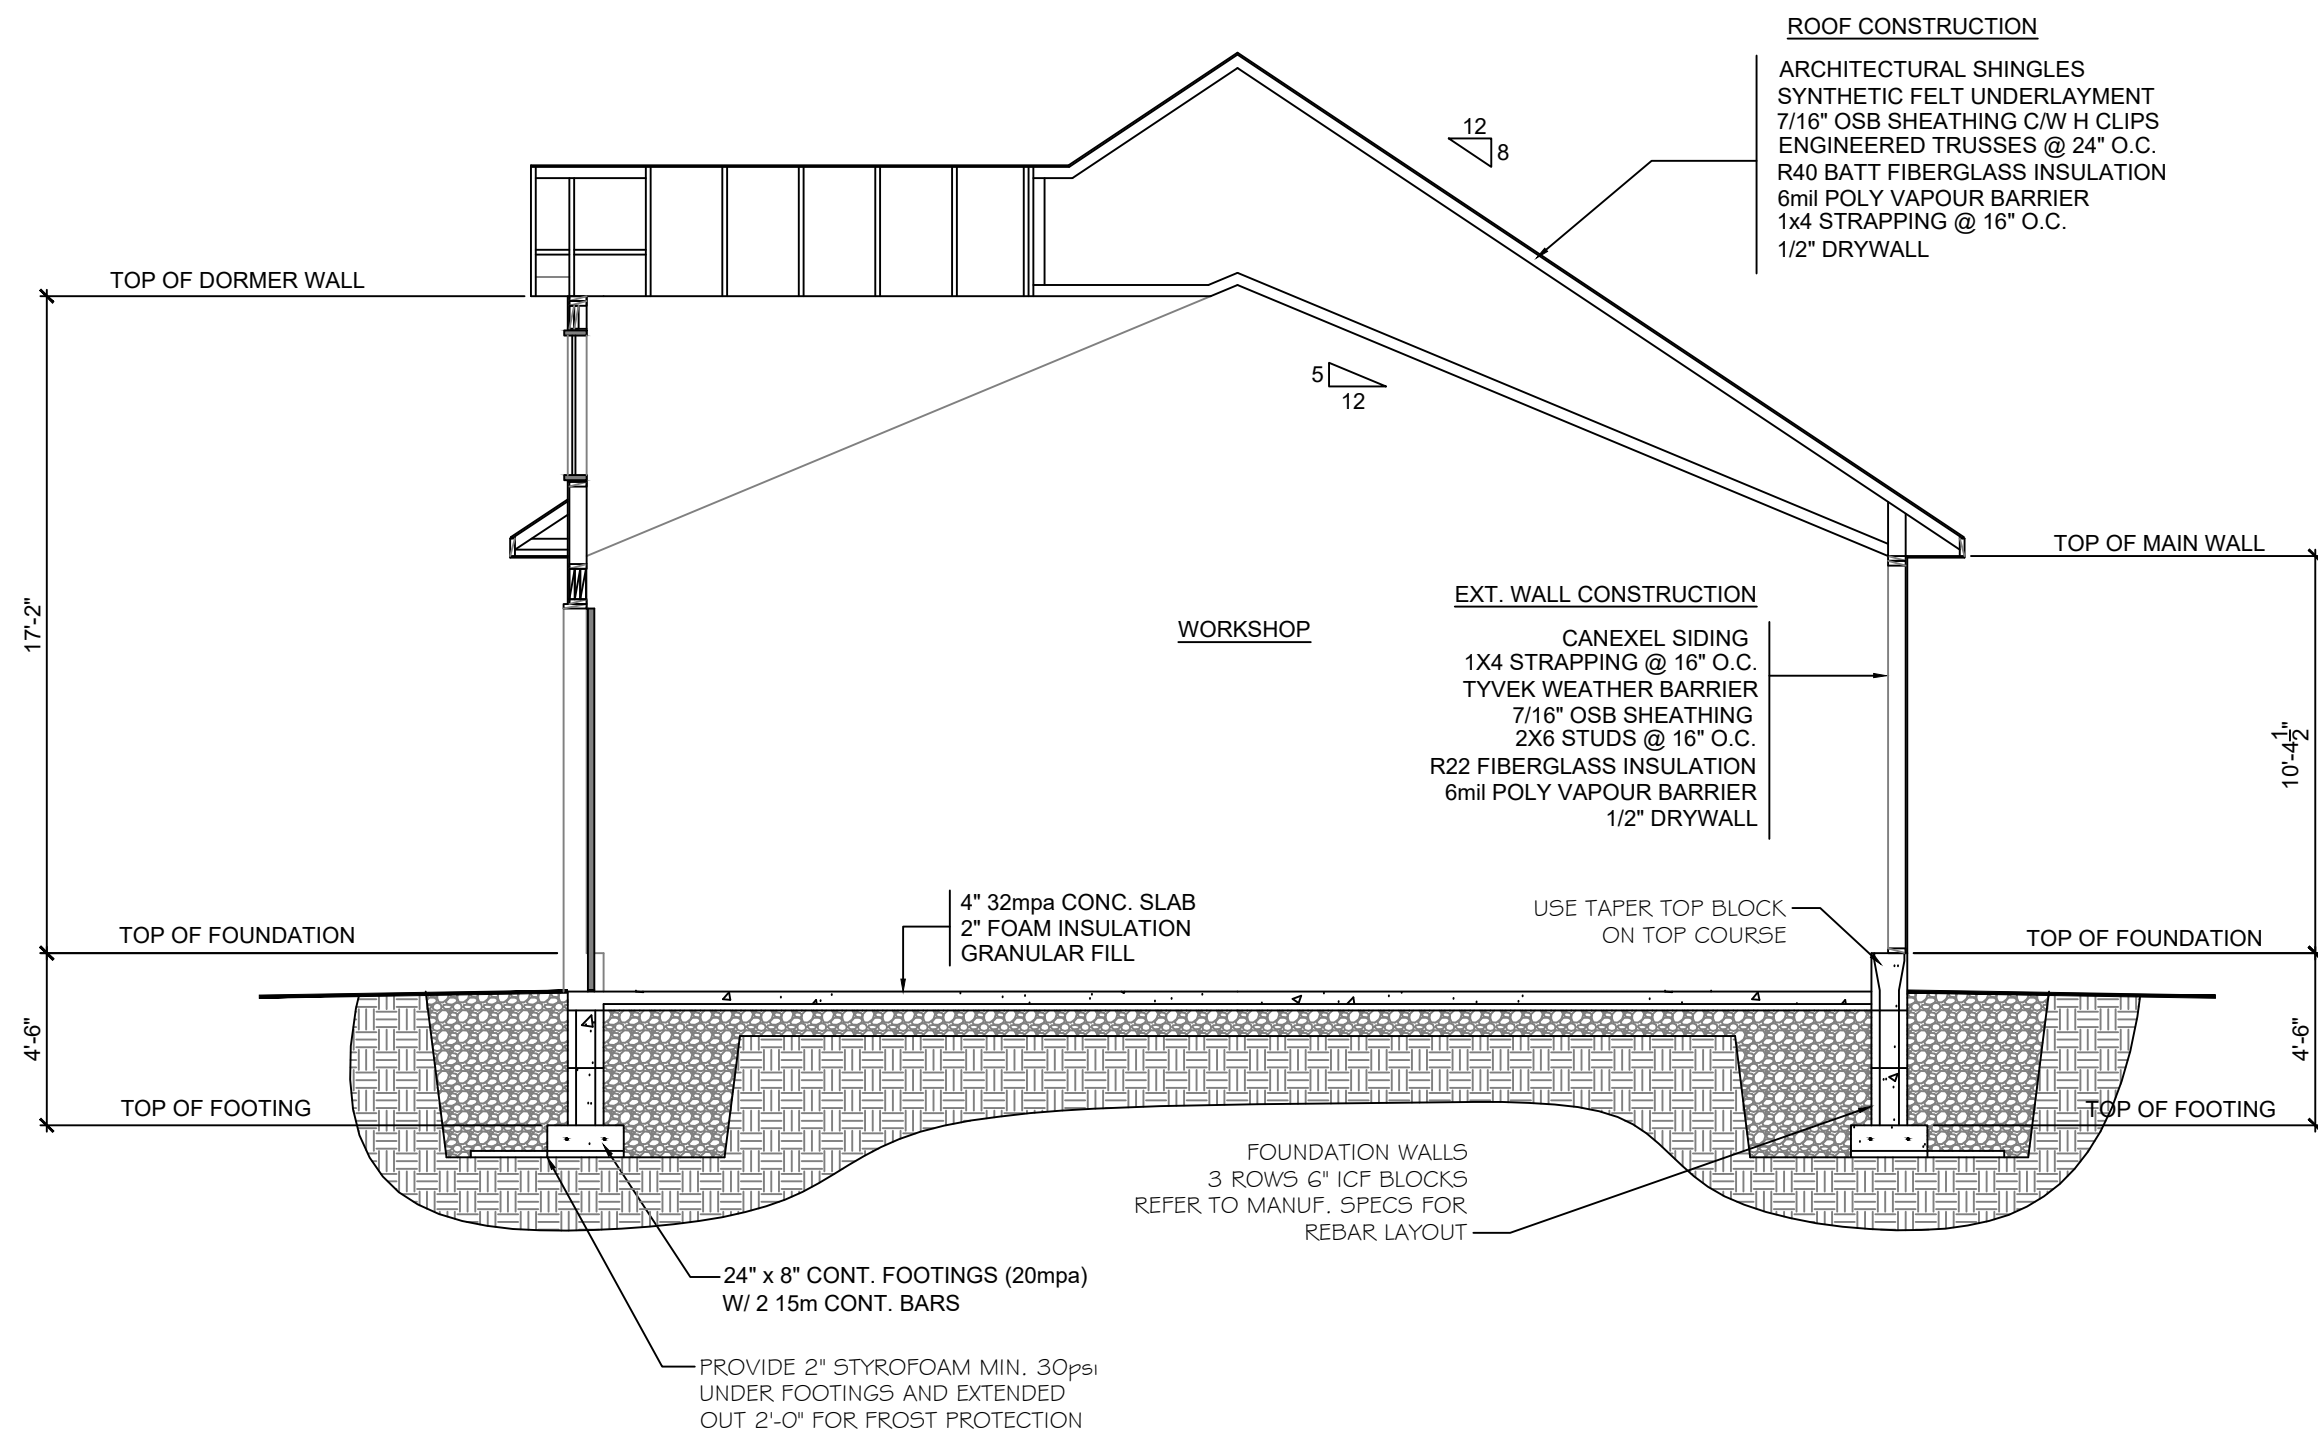 ROOF CONSTRUCTION
ARCHITECTURAL SHINGLES
SYNTHETIC FELT UNDERLAYMENT
7/16" OSB SHEATHING C/W H CLIPS
ENGINEERED TRUSSES @ 24" O.C.
R40 BATT FIBERGLASS INSULATION
6mil POLY VAPOUR BARRIER
1x4 STRAPPING @ 16" O.C.
1/2" DRYWALL
12
8
TOP OF DORMER WALL
5
12
TOP OF MAIN WALL
17'-2"
WORKSHOP
EXT. WALL CONSTRUCTION
CANEXEL SIDING
1X4 STRAPPING @ 16" O.C.
TYVEK WEATHER BARRIER
7/16" OSB SHEATHING
2X6 STUDS @ 16" O.C.
R22 FIBERGLASS INSULATION
6mil POLY VAPOUR BARRIER
1/2" DRYWALL
10'-4 1/2"
4" 32mpa CONC. SLAB
2" FOAM INSULATION
GRANULAR FILL
USE TAPER TOP BLOCK
ON TOP COURSE
TOP OF FOUNDATION
TOP OF FOUNDATION
4'-6"
4'-6"
TOP OF FOOTING
TOP OF FOOTING
FOUNDATION WALLS
3 ROWS 6" ICF BLOCKS
REFER TO MANUF. SPECS FOR
REBAR LAYOUT
24" x 8" CONT. FOOTINGS (20mpa)
W/ 2 15m CONT. BARS
PROVIDE 2" STYROFOAM MIN. 30psi
UNDER FOOTINGS AND EXTENDED
OUT 2'-0" FOR FROST PROTECTION